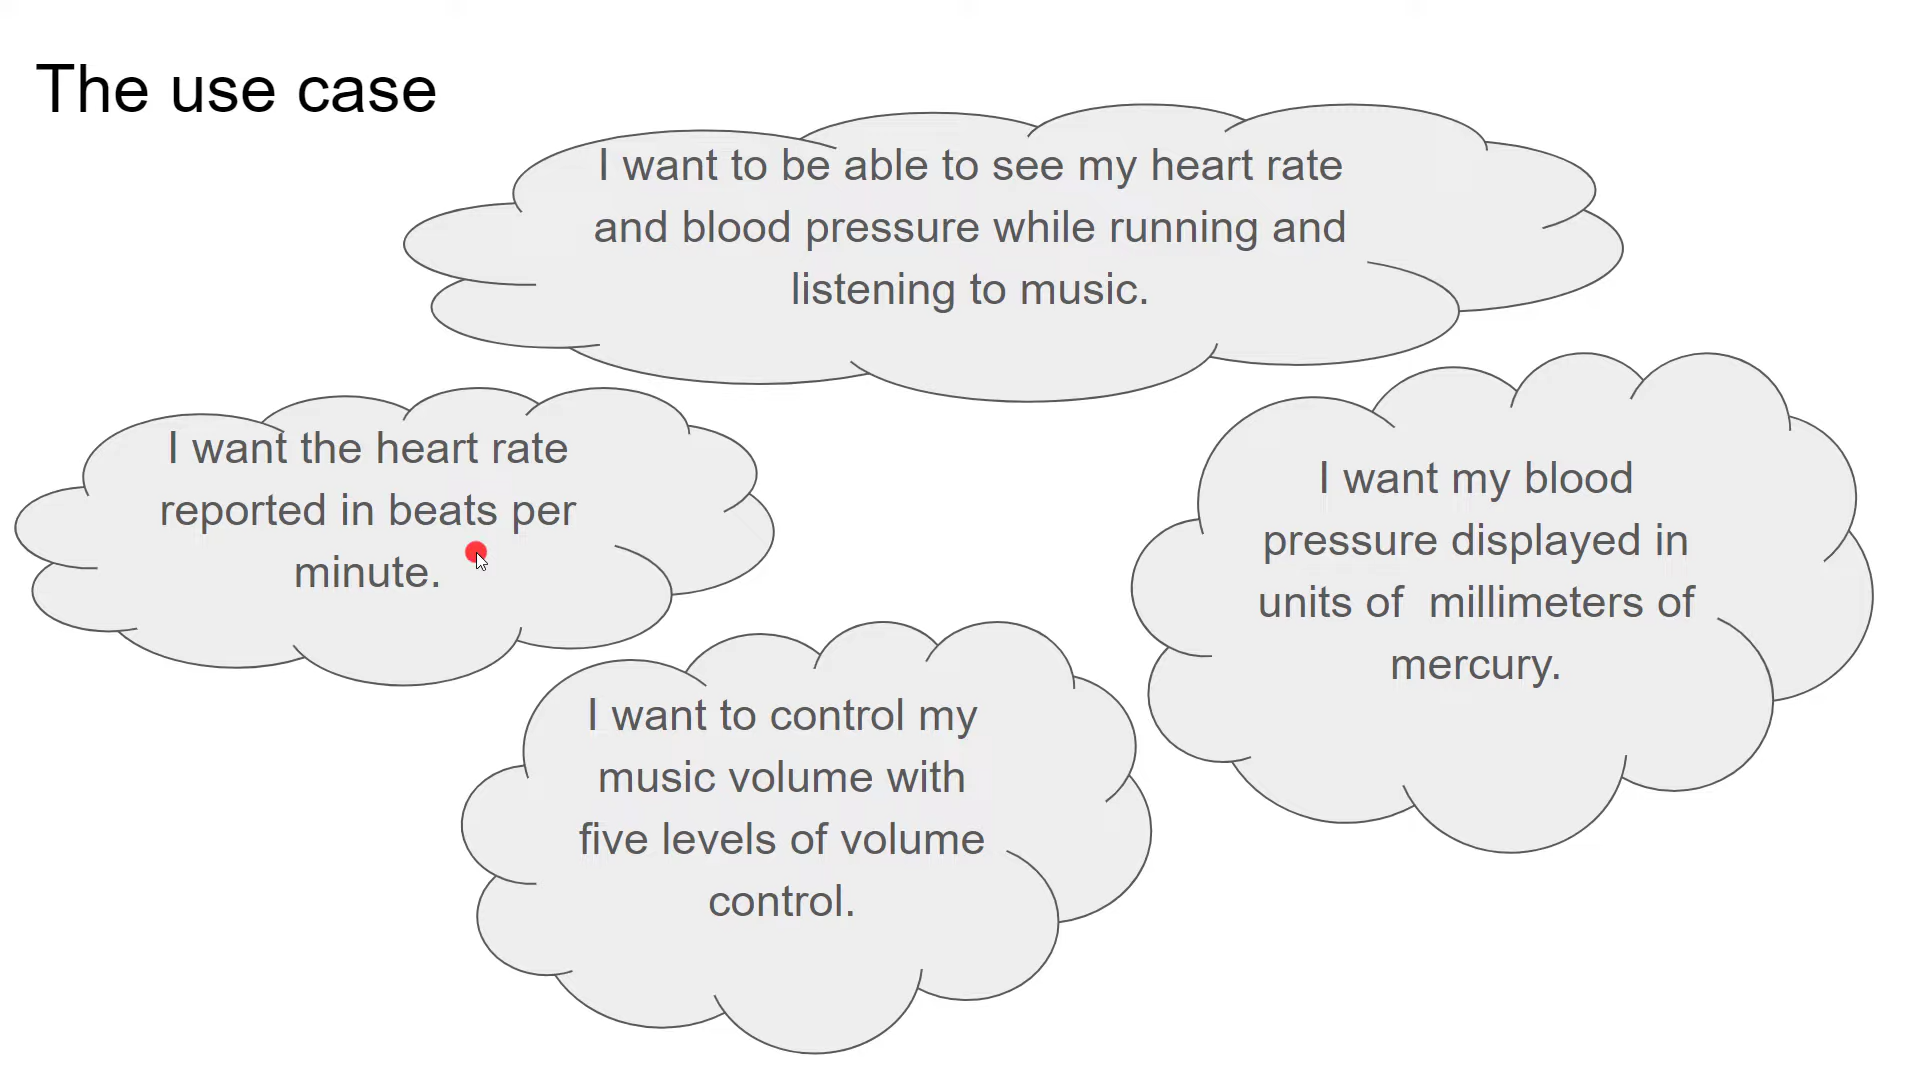 The use case
I want to be able to see my heart rate
and blood pressure while running and
listening to music.
I want the heart rate
reported in beats per
minute.
I want my blood
pressure displayed in
units of  millimeters of
mercury.
I want to control my
music volume with
five levels of volume
control.